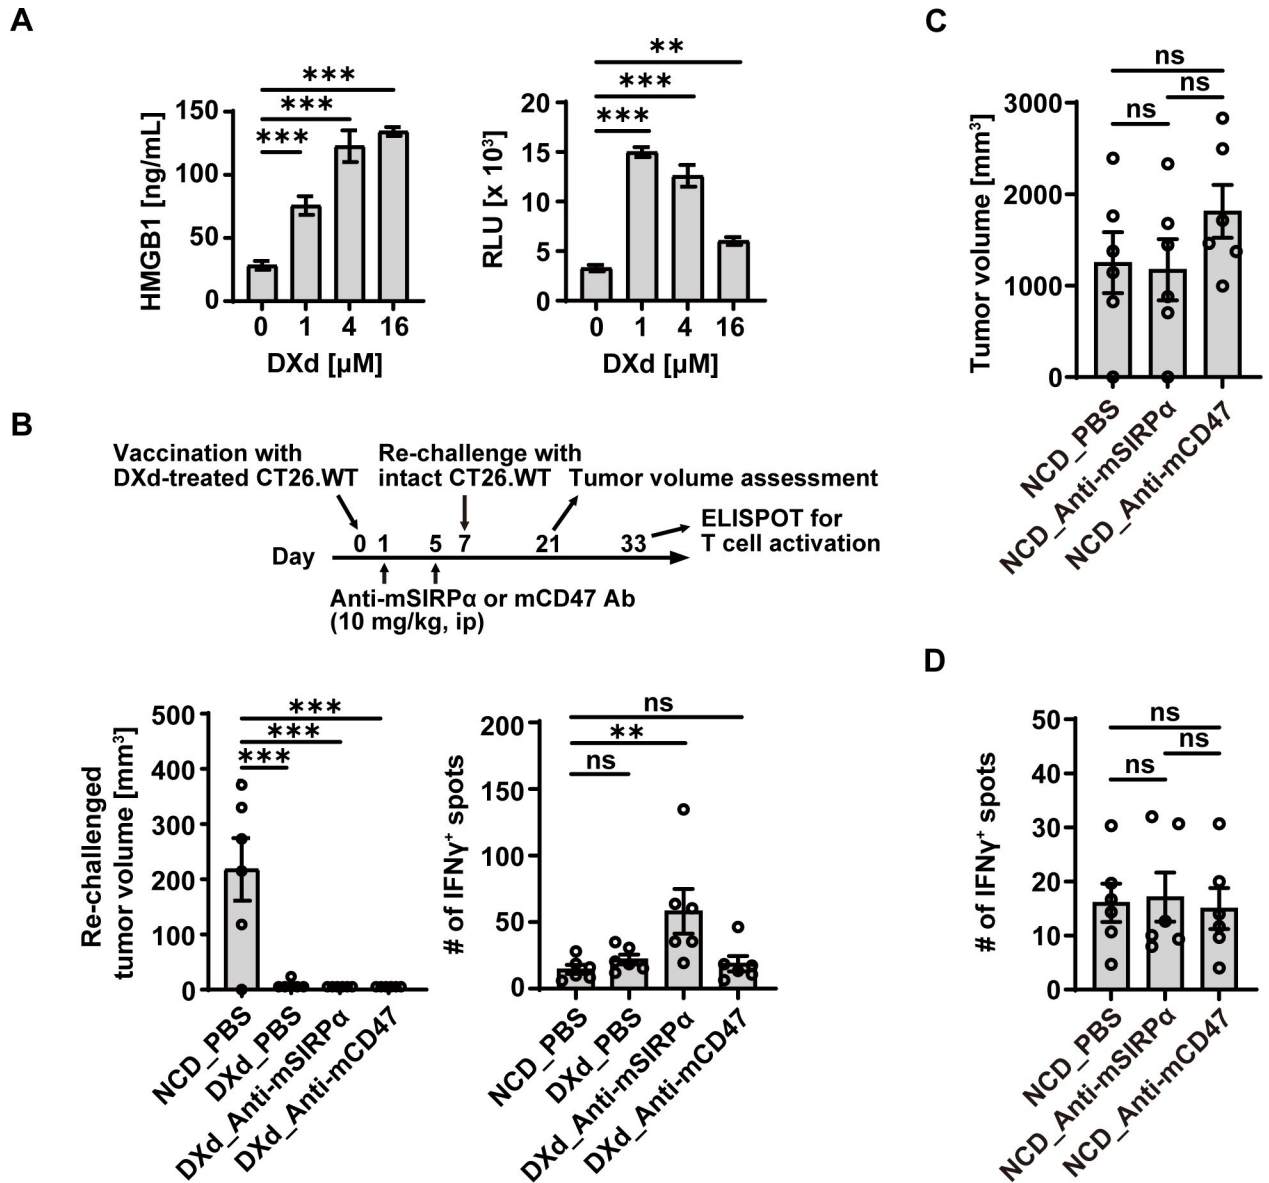 A
***
***
***
150
100
50
0
HMGB1 [ng/mL]
0 1 4 16
DXd [µM]
**
***
***
20
15
10
5
0
RLU [x 10³]
0 1 4 16
DXd [µM]
B
Vaccination with
DXd-treated CT26.WT
Re-challenge with
intact CT26.WT
Tumor volume assessment
ELISPOT for
T cell activation
Day
0 1 5 7 21 33
Anti-mSIRPα or mCD47 Ab
(10 mg/kg, ip)
***
***
***
500
400
300
200
100
0
Re-challenged
tumor volume [mm³]
NCD_PBS
DXd_PBS
DXd_Anti-mSIRPα
DXd_Anti-mCD47
ns
**
ns
200
150
100
50
0
# of IFNγ⁺ spots
NCD_PBS
DXd_PBS
DXd_Anti-mSIRPα
DXd_Anti-mCD47
C
ns
ns
ns
3000
2000
1000
0
Tumor volume [mm³]
NCD_PBS
NCD_Anti-mSIRPα
NCD_Anti-mCD47
D
ns
ns
ns
50
40
30
20
10
0
# of IFNγ⁺ spots
NCD_PBS
NCD_Anti-mSIRPα
NCD_Anti-mCD47